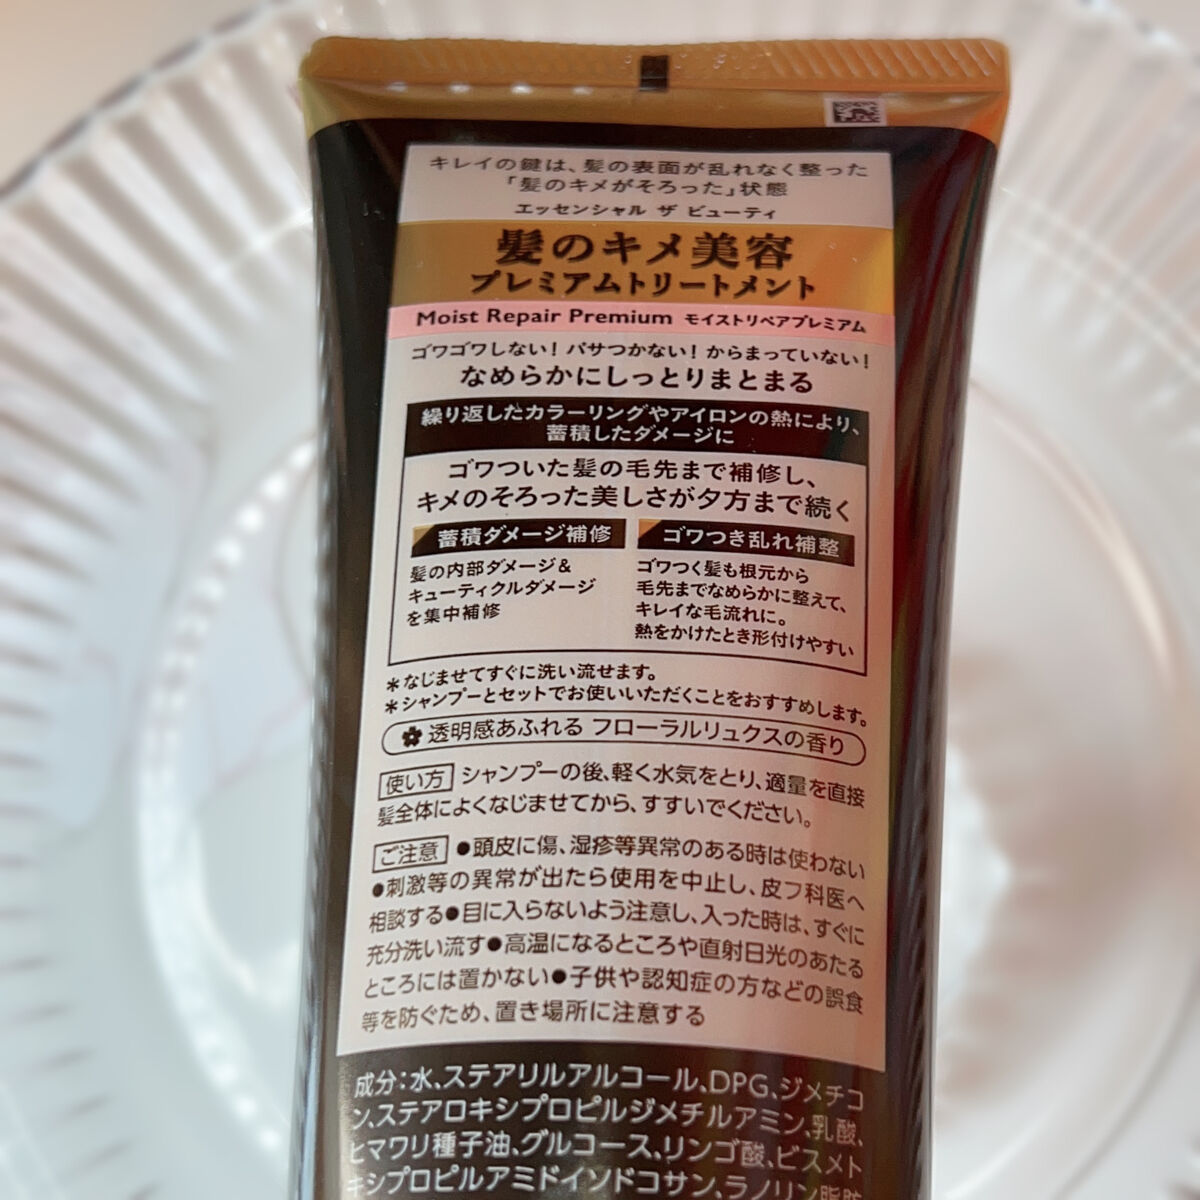 キレイの鍵は、髪の表面が乱れなく整った
「髪のキメがそろった」状態
エッセンシャル ザ ビューティ
髪のキメ美容
プレミアムトリートメント
Moist Repair Premium モイストリペアプレミアム
ゴワゴワしない! パサつかない! からまっていない!
なめらかにしっとりまとまる
繰り返したカラーリングやアイロンの熱により、
蓄積したダメージに
ゴワついた髪の毛先まで補修し、
キメのそろった美しさが夕方まで続く
蓄積ダメージ補修
髪の内部ダメージ&
キューティクルダメージ
を集中補修
ゴワつき乱れ補整
ゴワつく髪も根元から
毛先までなめらかに整えて、
キレイな毛流れに。
熱をかけたとき形付けやすい
*なじませてすぐに洗い流せます。
*シャンプーとセットでお使いいただくことをおすすめします。
透明感あふれる フローラルリュクスの香り
使い方 シャンプーの後、軽く水気をとり、適量を直接
髪全体によくなじませてから、すすいでください。
ご注意 ●頭皮に傷、湿疹等異常のある時は使わない
●刺激等の異常が出たら使用を中止し、皮フ科医へ
相談する●目に入らないよう注意し、入った時は、すぐに
充分洗い流す●高温になるところや直射日光のあたる
ところには置かない●子供や認知症の方などの誤食
等を防ぐため、置き場所に注意する
成分:水、ステアリルアルコール、DPG、ジメチコ
ン、ステアロキシプロピルジメチルアミン、乳酸、
ヒマワリ種子油、グルコース、リンゴ酸、ビスメト
キシプロピルアミドイソドコサン、ラノリン脂肪